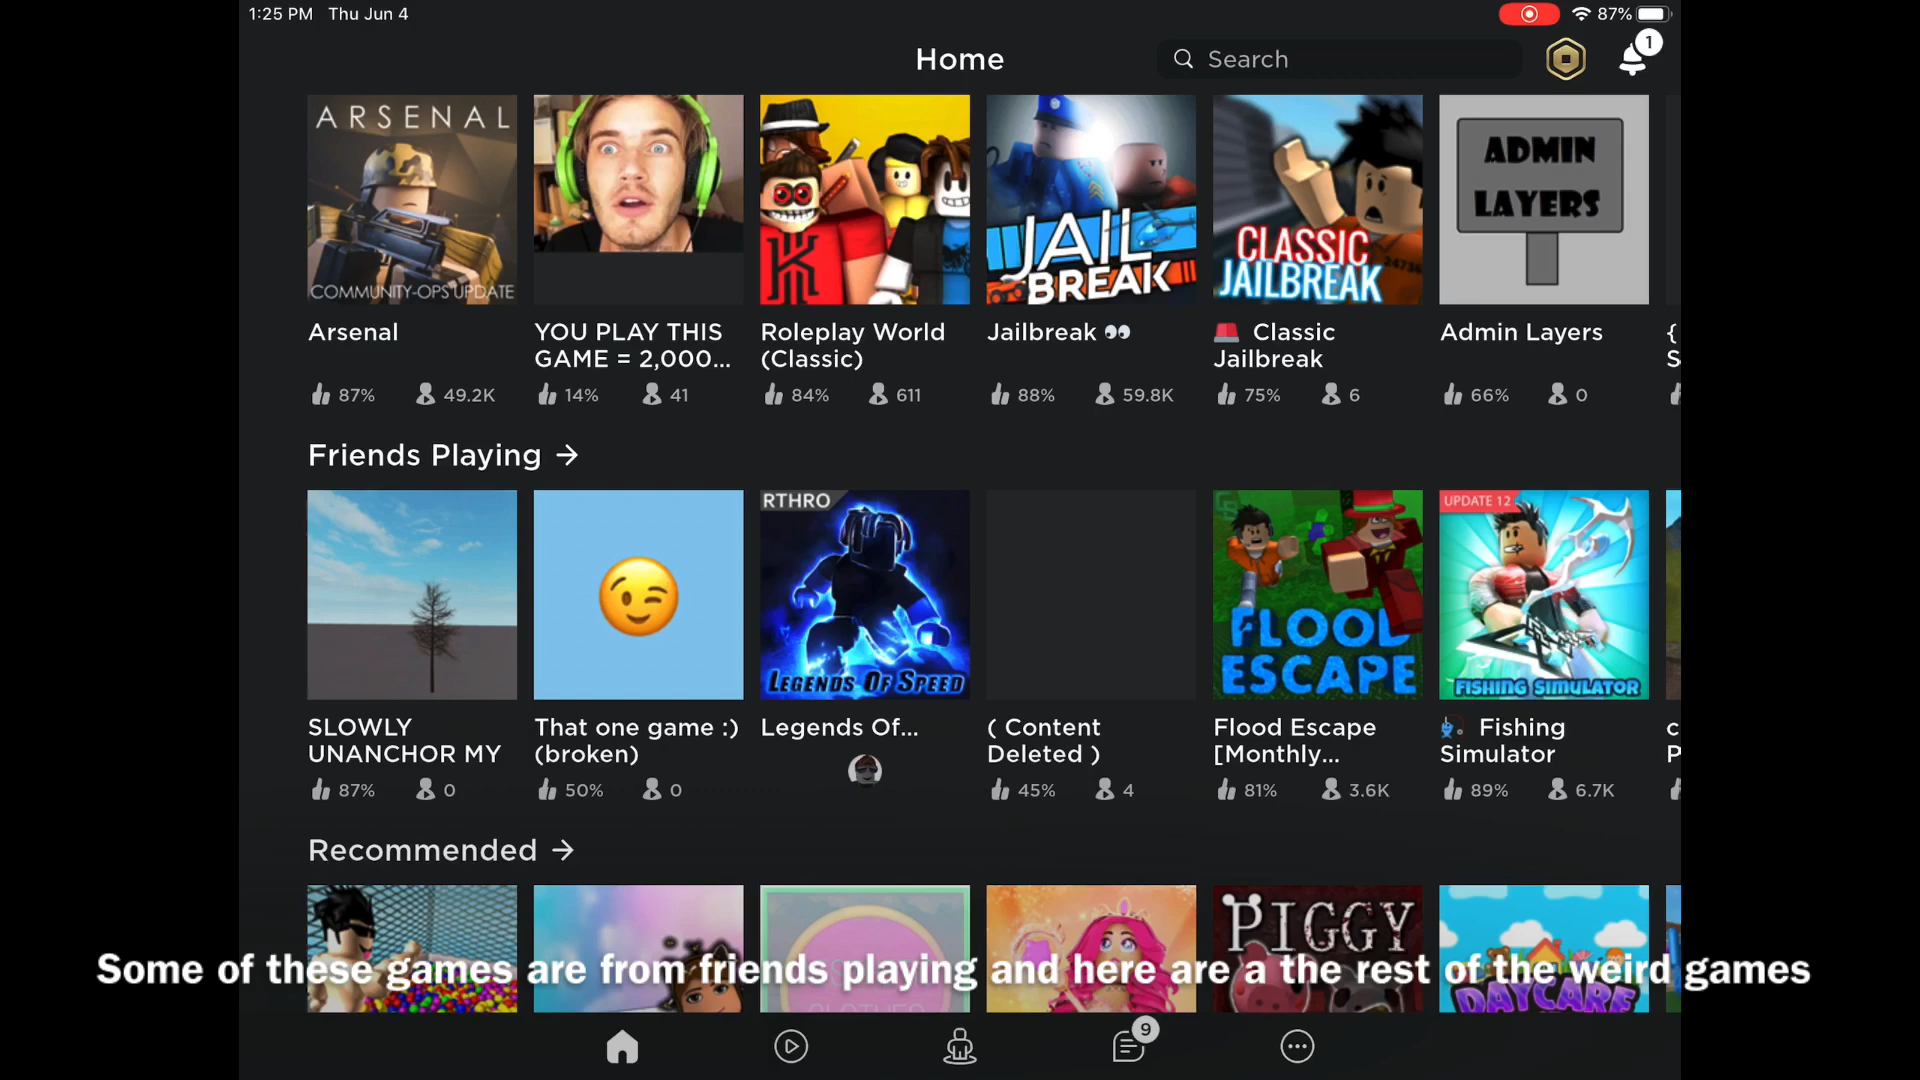 1:25 PM Thu Jun 4
87%
Home
Search
1
ARSENAL
COMMUNITY-OPS UPDATE
JAIL
BREAK
CLASSIC
JAILBREAK
ADMIN
LAYERS
Arsenal
YOU PLAY THIS
GAME = 2,000...
Roleplay World
(Classic)
Jailbreak 👀
🚨 Classic
Jailbreak
Admin Layers
{
S
87% 49.2K
14% 41
84% 611
88% 59.8K
75% 6
66% 0
Friends Playing →
RTHRO
LEGENDS OF SPEED
FLOOD
ESCAPE
UPDATE 12
FISHING SIMULATOR
SLOWLY
UNANCHOR MY
That one game :)
(broken)
Legends Of...
( Content
Deleted )
Flood Escape
[Monthly...
🎣 Fishing
Simulator
c
P
87% 0
50% 0
45% 4
81% 3.6K
89% 6.7K
Recommended →
PIGGY
DAYCARE
Some of these games are from friends playing and here are a the rest of the weird games
9